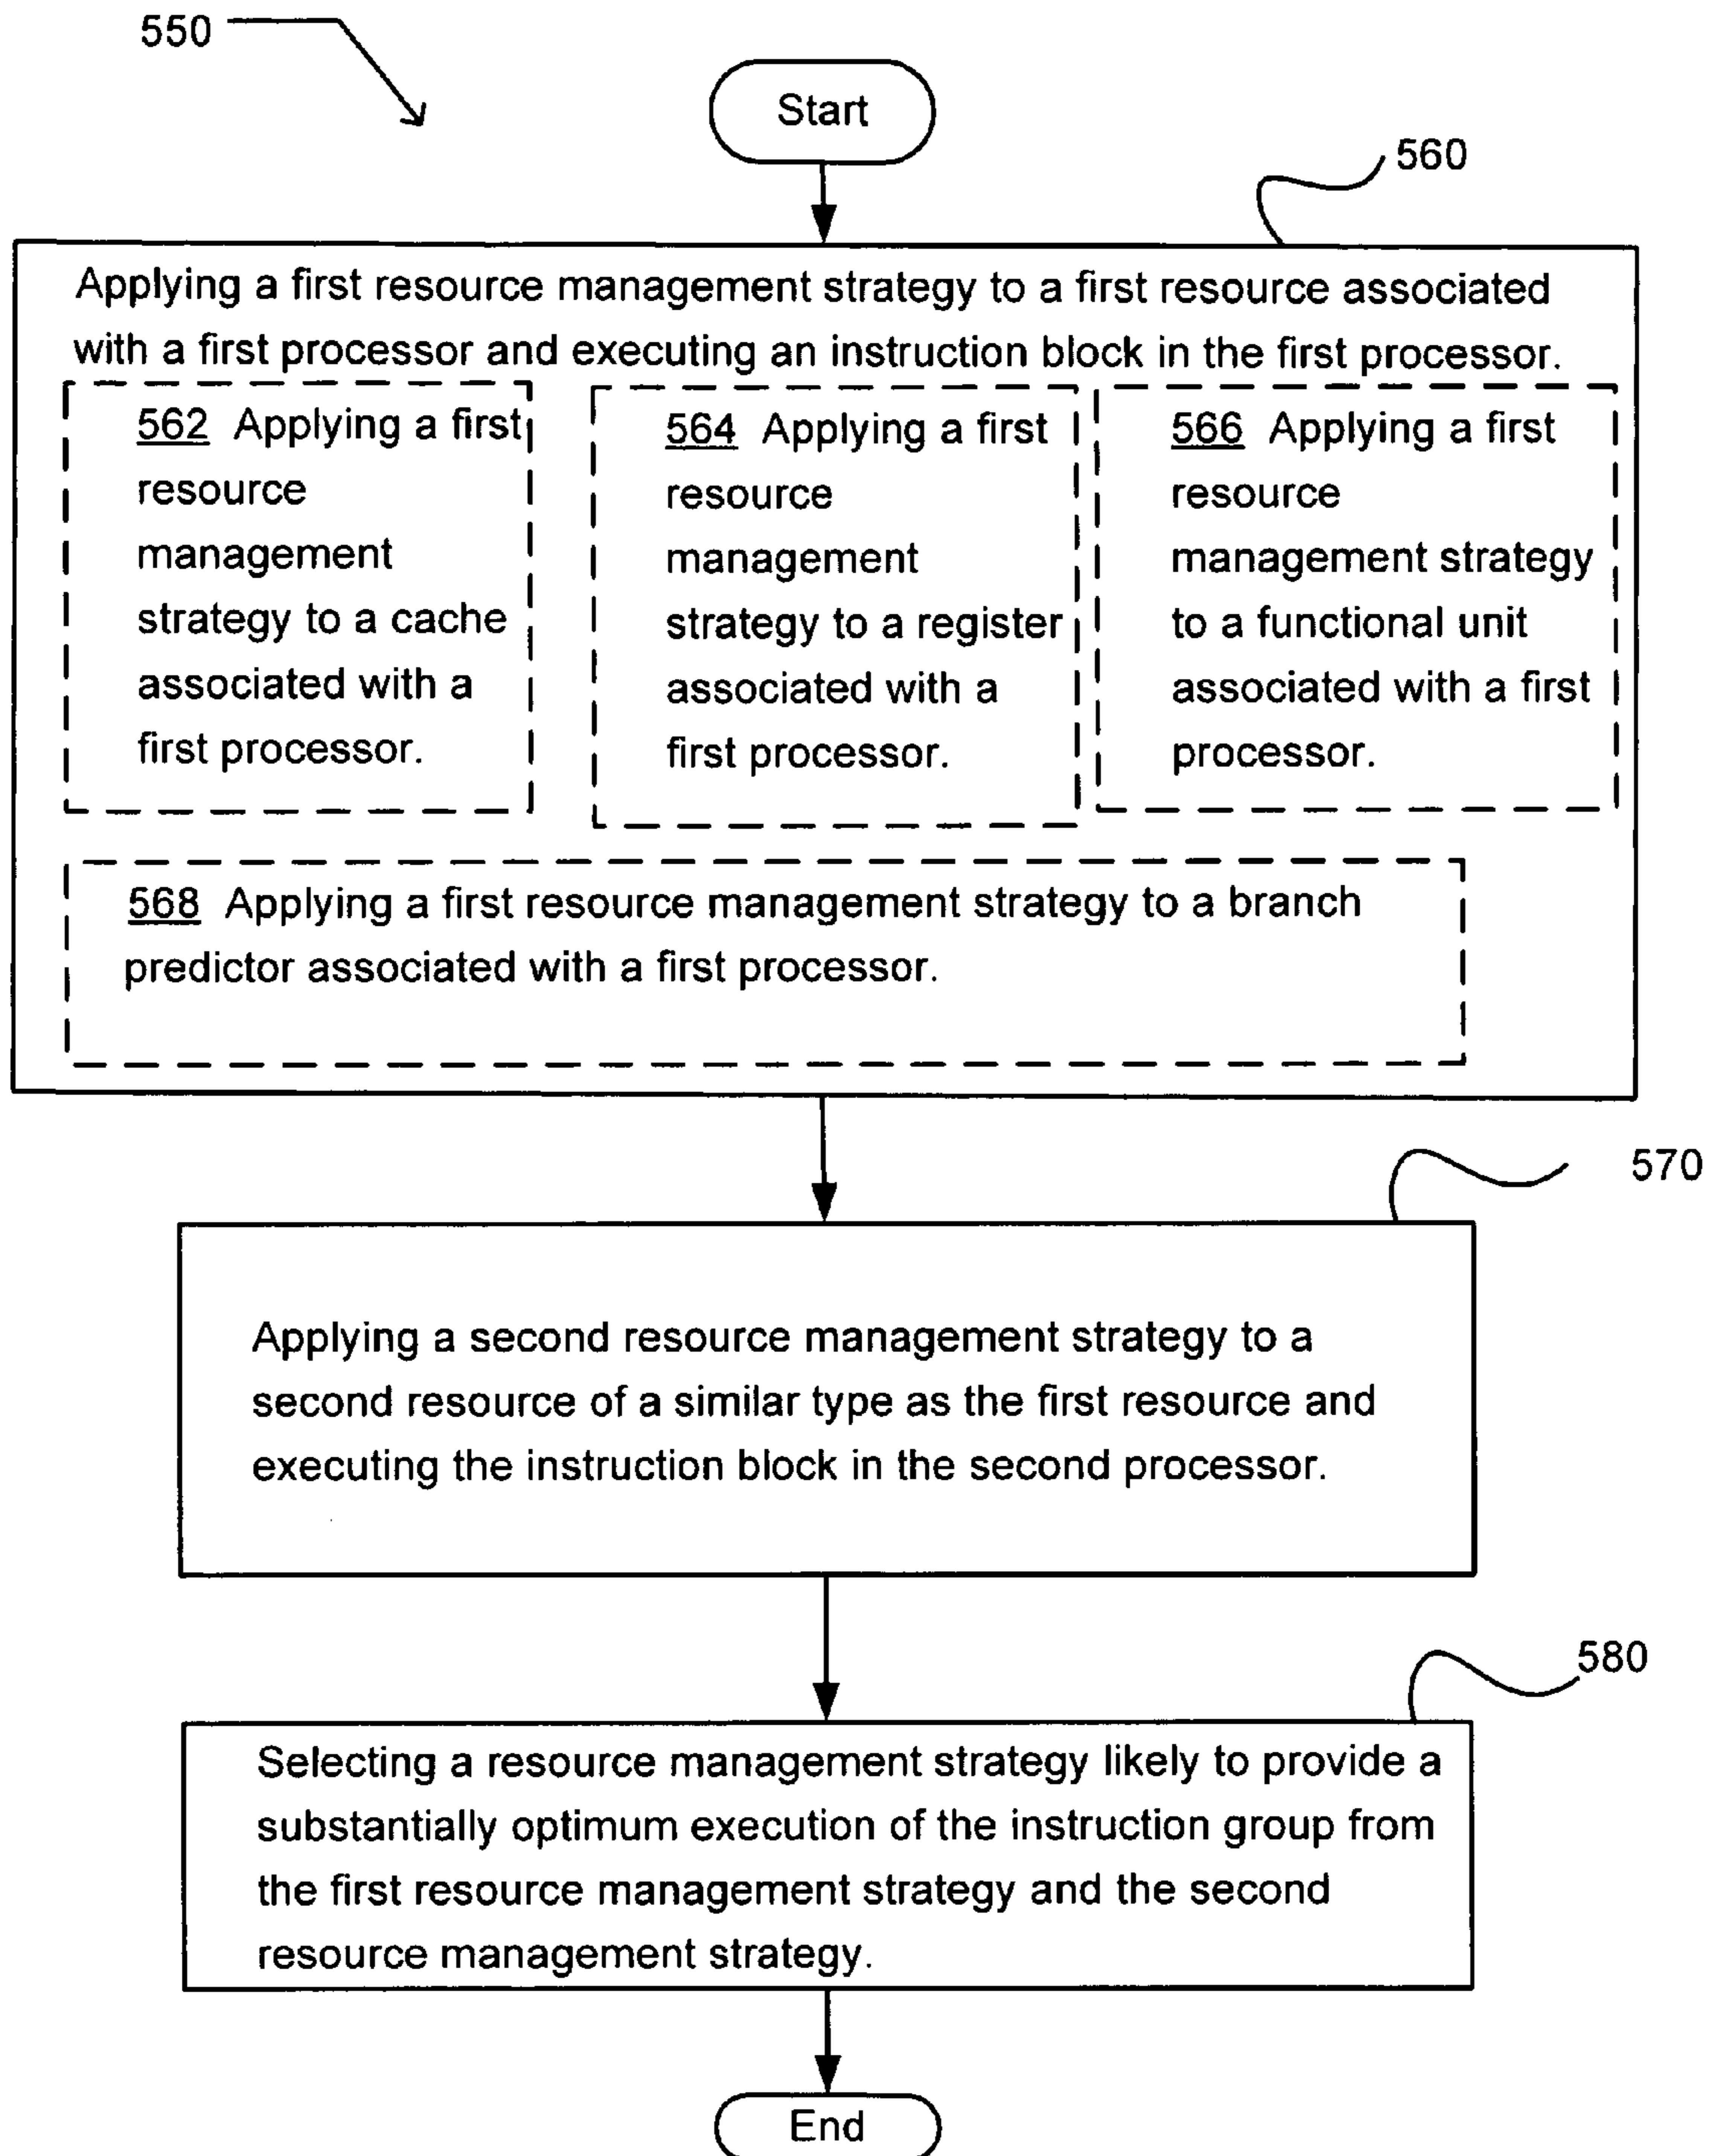 550
Start
560
Applying a first resource management strategy to a first resource associated
with a first processor and executing an instruction block in the first processor.
562 Applying a first
resource
management
strategy to a cache
associated with a
first processor.
564 Applying a first
resource
management
strategy to a register
associated with a
first processor.
566 Applying a first
resource
management strategy
to a functional unit
associated with a first
processor.
568 Applying a first resource management strategy to a branch
predictor associated with a first processor.
570
Applying a second resource management strategy to a
second resource of a similar type as the first resource and
executing the instruction block in the second processor.
580
Selecting a resource management strategy likely to provide a
substantially optimum execution of the instruction group from
the first resource management strategy and the second
resource management strategy.
End